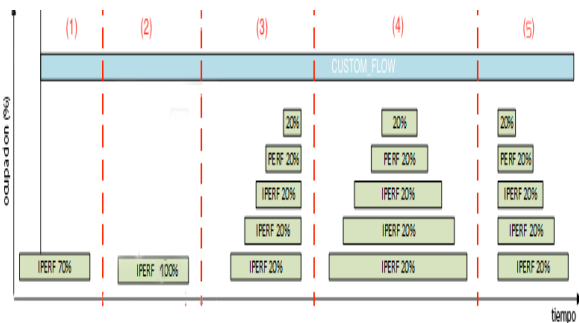 (1) (2) (3) (4) (5)
CUSTOM_FLOW
20% 20% 20%
PERF 20% PERF 20% PERF 20%
IPERF 20% IPERF 20% IPERF 20%
IPERF 20% IPERF 20% IPERF 20%
IPERF 70% IPERF 100% IPERF 20% IPERF 20% IPERF 20%
ocupadon (%)
tiempo